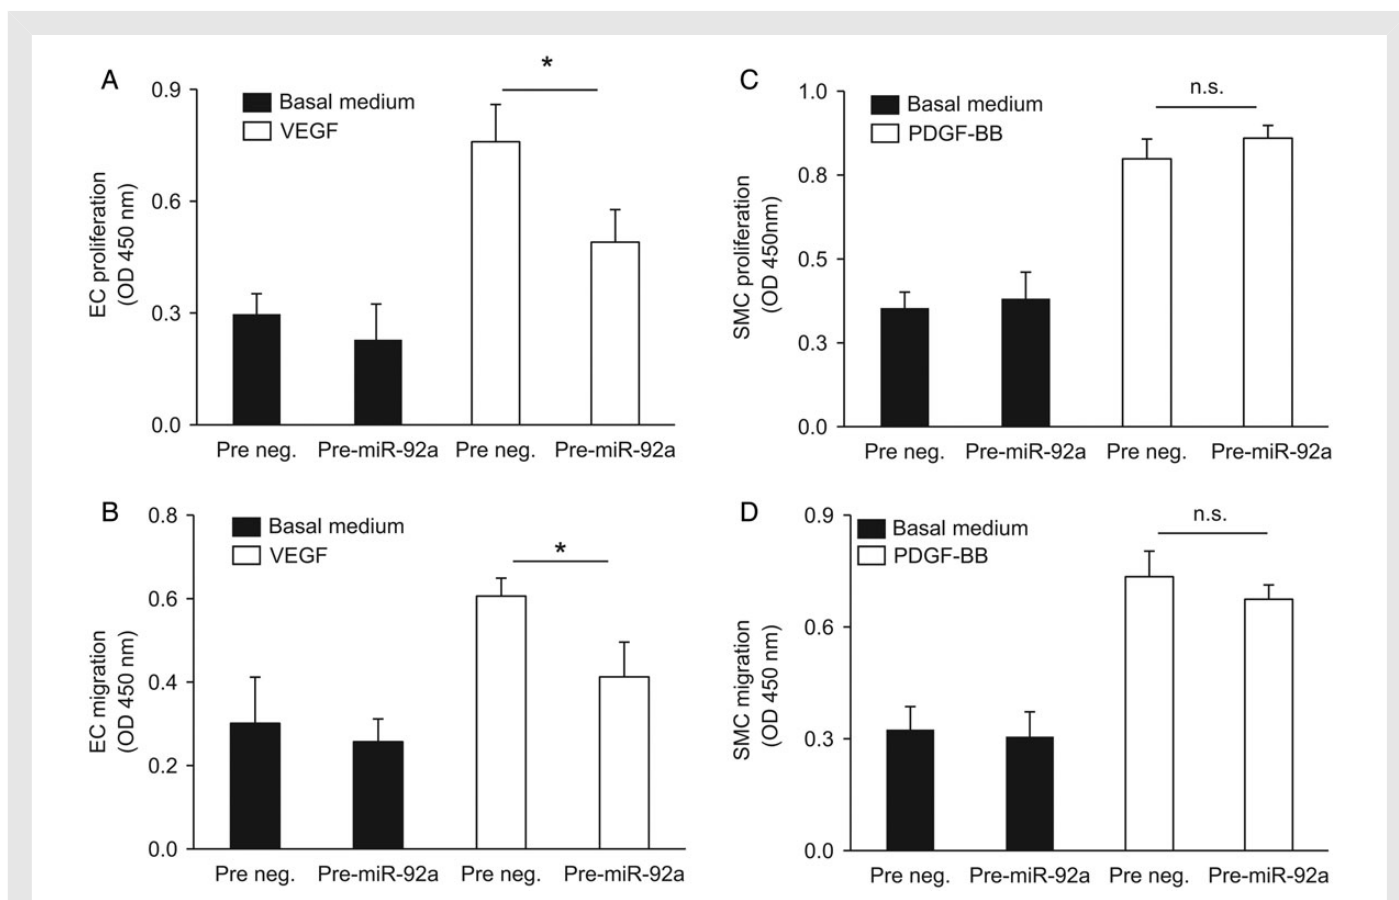 A
*
0.9
Basal medium
VEGF
0.6
0.3
0.0
EC proliferation
(OD 450 nm)
Pre neg. Pre-miR-92a Pre neg. Pre-miR-92a
C
n.s.
1.0
Basal medium
PDGF-BB
0.8
0.5
0.3
0.0
SMC proliferation
(OD 450nm)
Pre neg. Pre-miR-92a Pre neg. Pre-miR-92a
B
0.8
Basal medium
VEGF
*
0.6
0.4
0.2
0.0
EC migration
(OD 450 nm)
Pre neg. Pre-miR-92a Pre neg. Pre-miR-92a
D
0.9
n.s.
Basal medium
PDGF-BB
0.6
0.3
0.0
SMC migration
(OD 450 nm)
Pre neg. Pre-miR-92a Pre neg. Pre-miR-92a